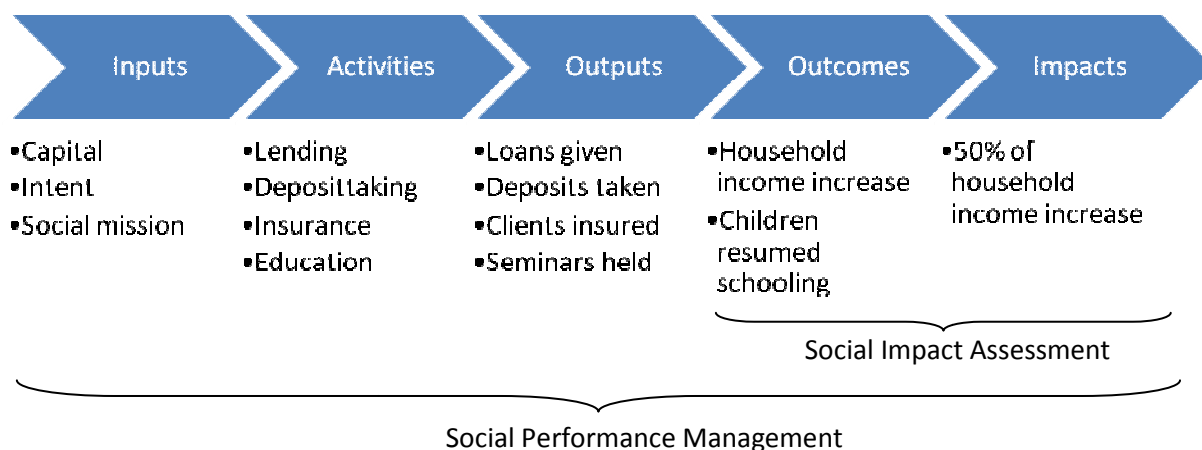 Inputs
Activities
Outputs
Outcomes
Impacts
•Capital
•Intent
•Social mission
•Lending
•Deposittaking
•Insurance
•Education
•Loans given
•Deposits taken
•Clients insured
•Seminars held
•Household
income increase
•Children
resumed
schooling
•50% of
household
income increase
Social Impact Assessment
Social Performance Management